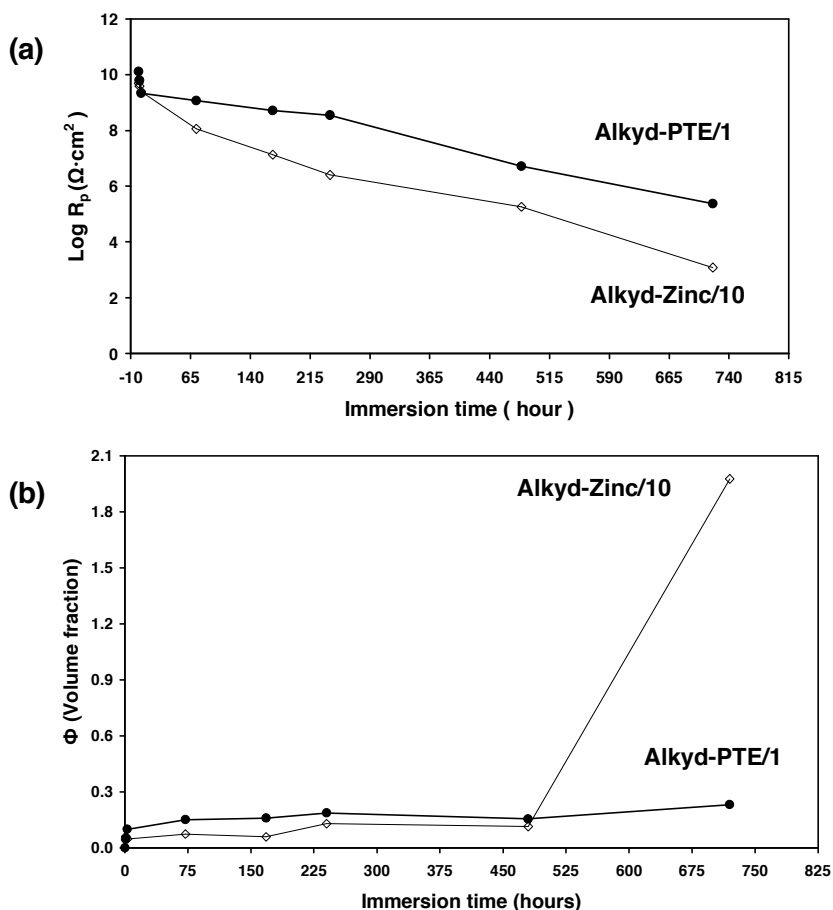 (a)
12
10
8
6
4
2
0
Log Rp (Ω·cm²)
Alkyd-PTE/1
Alkyd-Zinc/10
-10 65 140 215 290 365 440 515 590 665 740 815
Immersion time ( hour )
(b)
2.1
1.8
1.5
1.2
0.9
0.6
0.3
0.0
Φ (Volume fraction)
Alkyd-Zinc/10
Alkyd-PTE/1
0 75 150 225 300 375 450 525 600 675 750 825
Immersion time (hours)